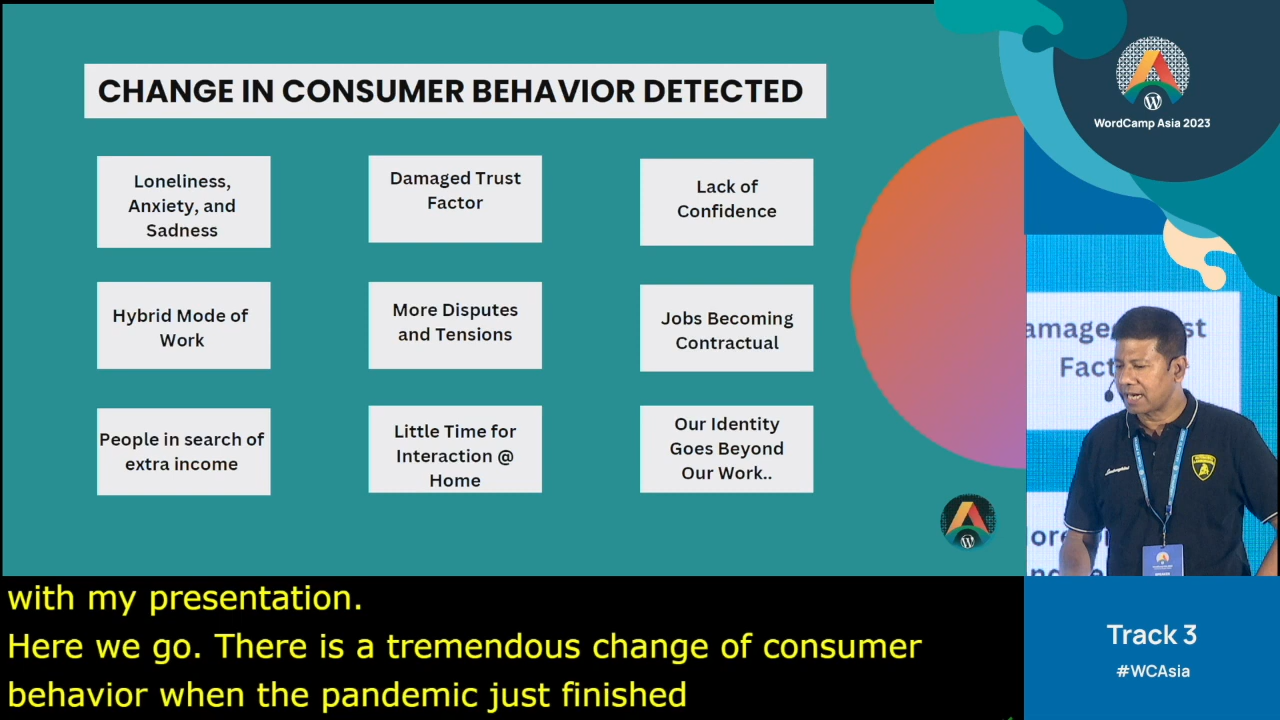 CHANGE IN CONSUMER BEHAVIOR DETECTED
Loneliness,
Anxiety, and
Sadness
Damaged Trust
Factor
Lack of
Confidence
Hybrid Mode of
Work
More Disputes
and Tensions
Jobs Becoming
Contractual
People in search of
extra income
Little Time for
Interaction @
Home
Our Identity
Goes Beyond
Our Work..
with my presentation.
Here we go. There is a tremendous change of consumer
behavior when the pandemic just finished
WordCamp Asia 2023
Track 3
#WCAsia